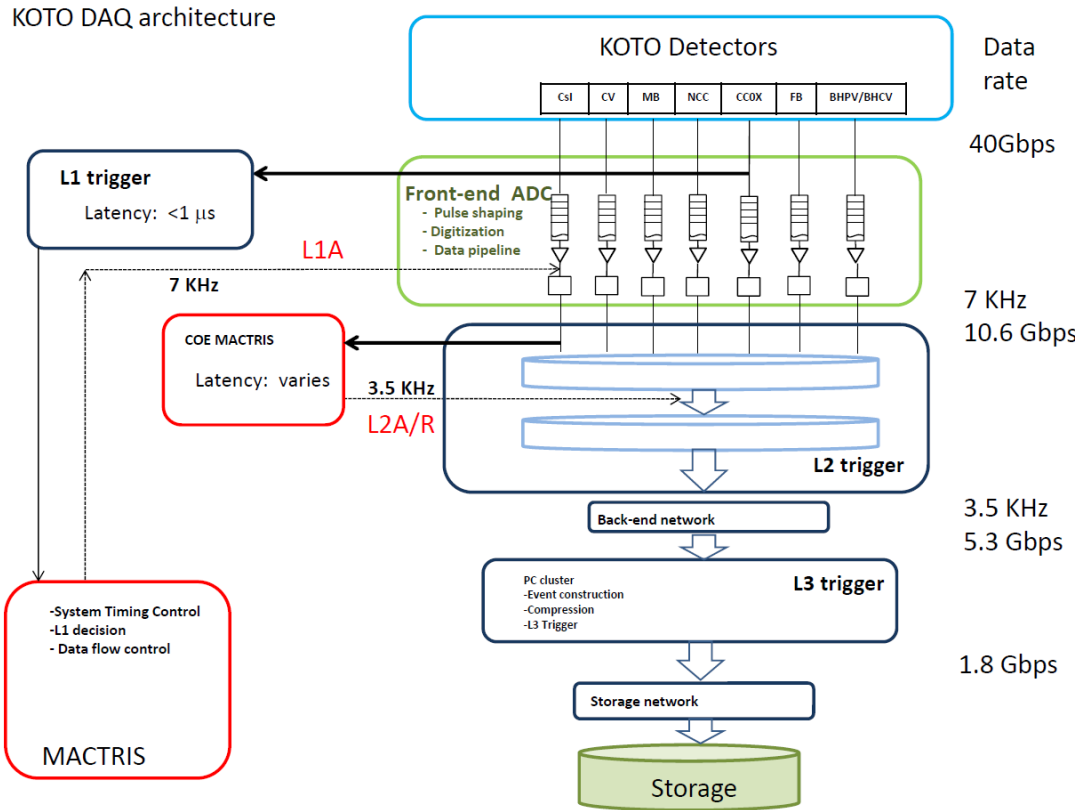 KOTO DAQ architecture
KOTO Detectors
Data
rate
CsI CV MB NCC CC0X FB BHPV/BHCV
40Gbps
L1 trigger
Latency: <1 μs
Front-end ADC
- Pulse shaping
- Digitization
- Data pipeline
L1A
7 KHz
7 KHz
10.6 Gbps
COE MACTRIS
Latency: varies
3.5 KHz
L2A/R
L2 trigger
3.5 KHz
5.3 Gbps
Back-end network
L3 trigger
PC cluster
-Event construction
-Compression
-L3 Trigger
-System Timing Control
-L1 decision
- Data flow control
MACTRIS
1.8 Gbps
Storage network
Storage